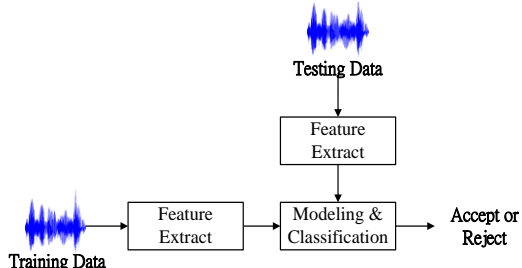 Testing Data
Feature
Extract
Feature
Extract
Modeling &
Classification
Accept or
Reject
Training Data